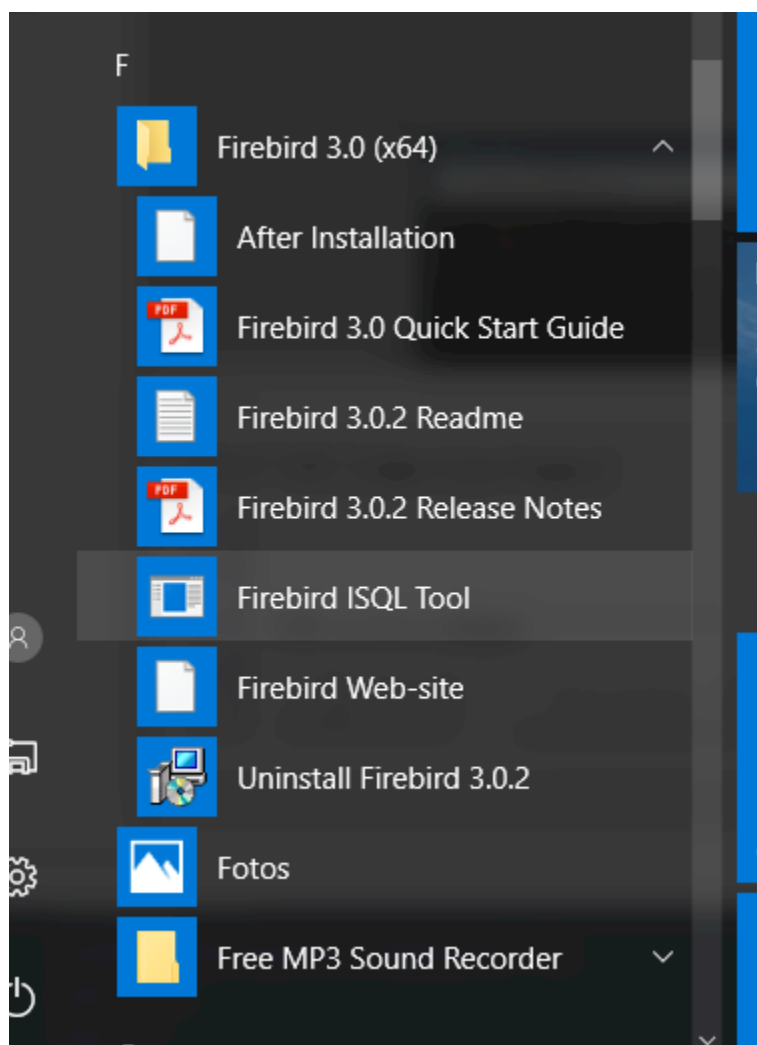 F
Firebird 3.0 (x64)
After Installation
PDF
Firebird 3.0 Quick Start Guide
Firebird 3.0.2 Readme
PDF
Firebird 3.0.2 Release Notes
Firebird ISQL Tool
Firebird Web-site
Uninstall Firebird 3.0.2
Fotos
Free MP3 Sound Recorder